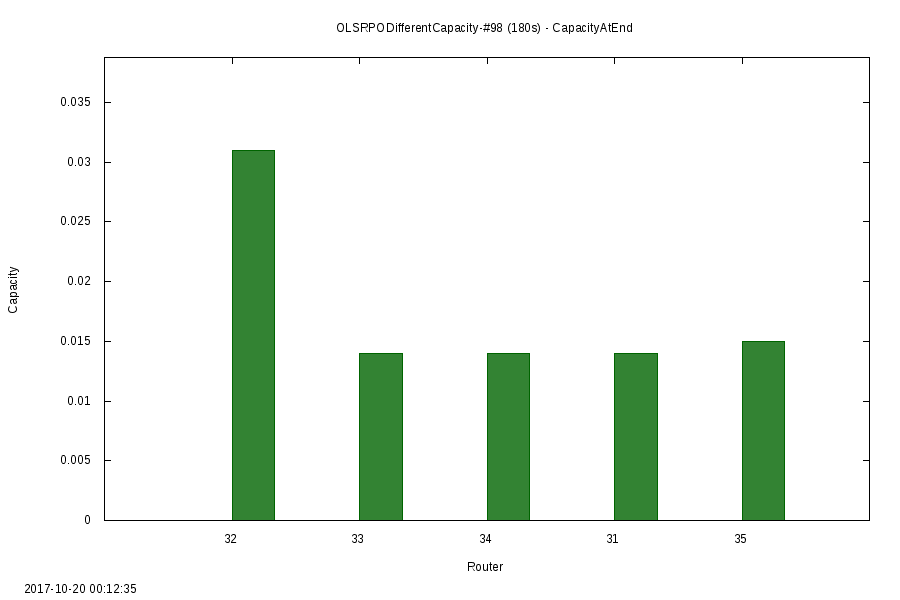 OLSRPODifferentCapacity-#98 (180s) - CapacityAtEnd
0.035
0.03
0.025
0.02
0.015
0.01
0.005
0
Capacity
32 33 34 31 35
Router
2017-10-20 00:12:35